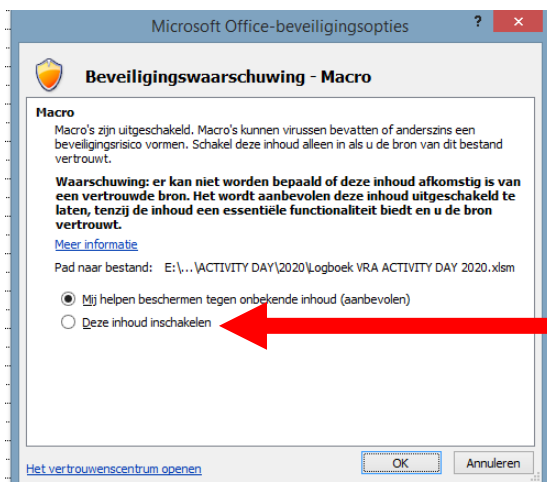 Microsoft Office-beveiligingsopties
? ×
Beveiligingswaarschuwing - Macro
Macro
Macro's zijn uitgeschakeld. Macro's kunnen virussen bevatten of anderszins een
beveiligingsrisico vormen. Schakel deze inhoud alleen in als u de bron van dit bestand
vertrouwt.
Waarschuwing: er kan niet worden bepaald of deze inhoud afkomstig is van
een vertrouwde bron. Het wordt aanbevolen deze inhoud uitgeschakeld te
laten, tenzij de inhoud een essentiële functionaliteit biedt en u de bron
vertrouwt.
Meer informatie
Pad naar bestand: E:\...\ACTIVITY DAY\2020\Logboek VRA ACTIVITY DAY 2020.xlsm
Mij helpen beschermen tegen onbekende inhoud (aanbevolen)
Deze inhoud inschakelen
Het vertrouwenscentrum openen
OK
Annuleren